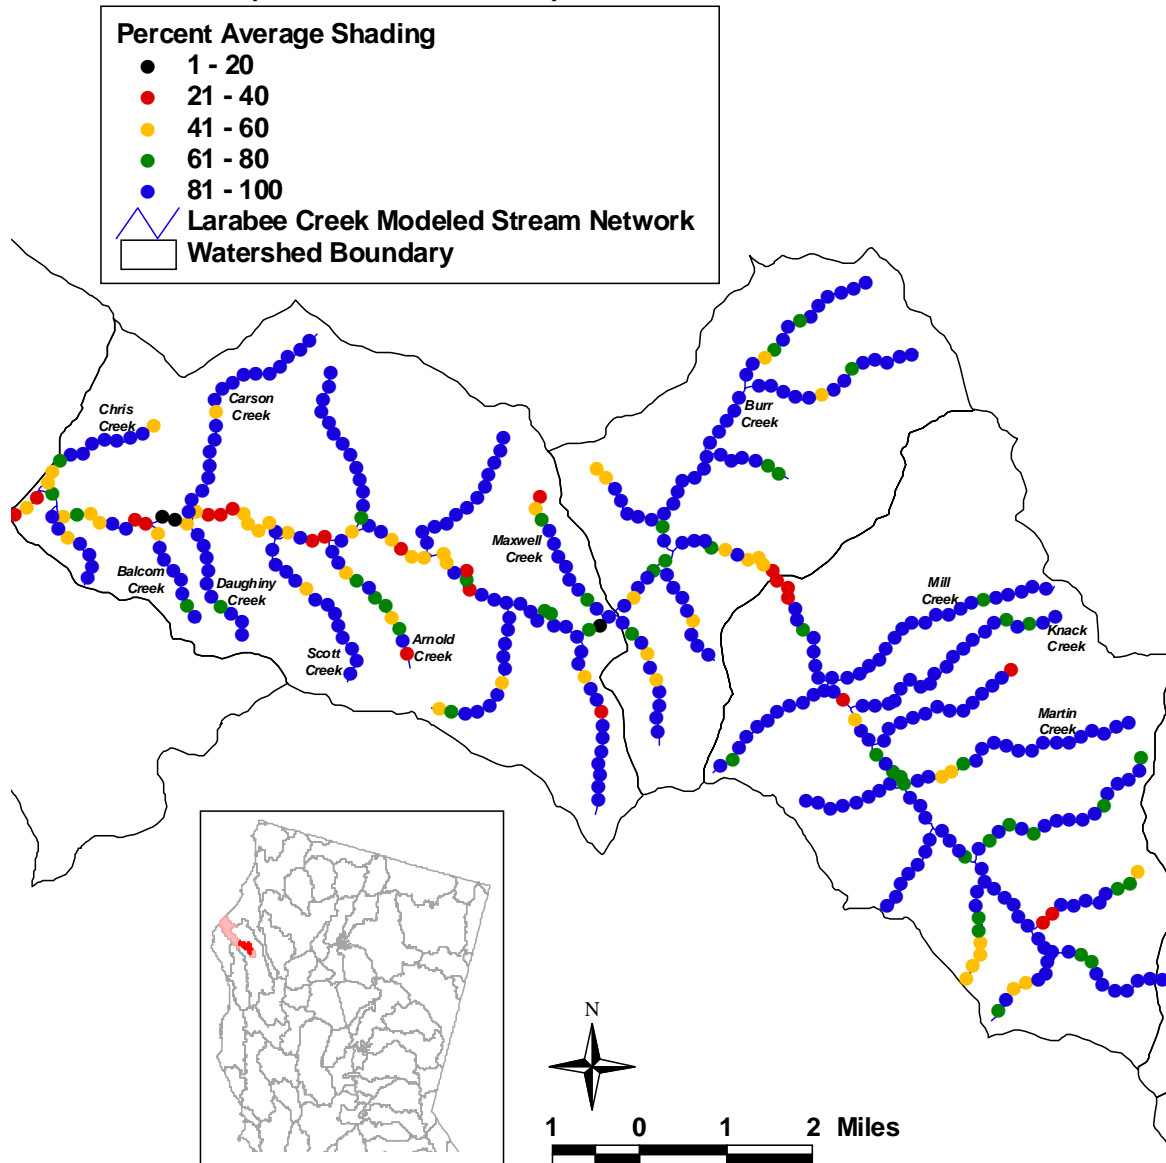 Percent Average Shading
1 - 20
21 - 40
41 - 60
61 - 80
81 - 100
Larabee Creek Modeled Stream Network
Watershed Boundary
Chris
Creek
Carson
Creek
Burr
Creek
Maxwell
Creek
Balcom
Creek
Daughiny
Creek
Scott
Creek
Arnold
Creek
Mill
Creek
Knack
Creek
Martin
Creek
N
1 0 1 2 Miles